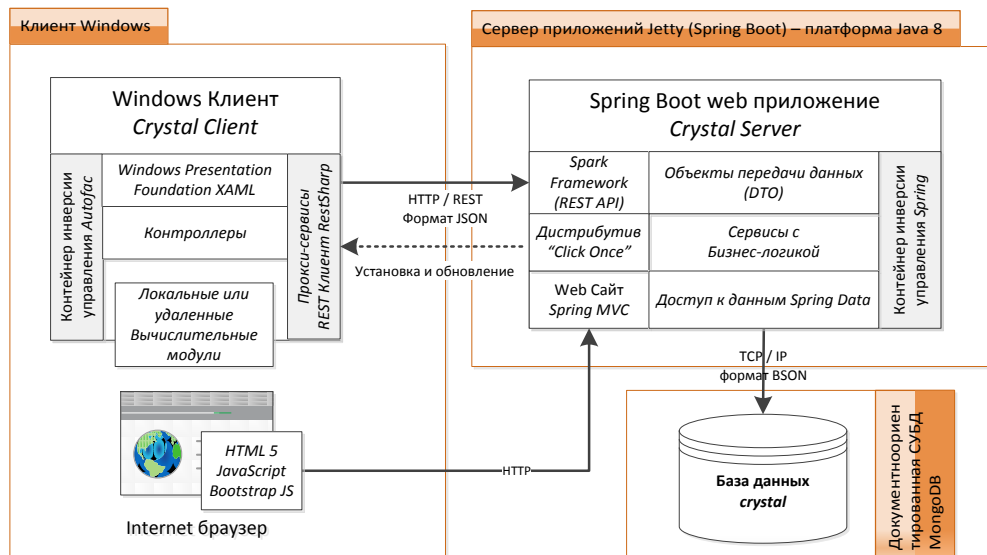 Клиент Windows
Сервер приложений Jetty (Spring Boot) – платформа Java 8
Windows Клиент
Crystal Client
Контейнер инверсии
управления Autofac
Windows Presentation
Foundation XAML
Контроллеры
Локальные или
удаленные
Вычислительные
модули
Прокси-сервисы
REST Клиент RestSharp
HTTP / REST
Формат JSON
Установка и обновление
Spring Boot web приложение
Crystal Server
Spark
Framework
(REST API)
Объекты передачи данных
(DTO)
Дистрибутив
“Click Once”
Сервисы с
Бизнес-логикой
Web Сайт
Spring MVC
Доступ к данным Spring Data
Контейнер инверсии
управления Spring
TCP / IP
формат BSON
HTML 5
JavaScript
Bootstrap JS
Internet браузер
HTTP
База данных
crystal
Документноориен
тированная СУБД
MongoDB